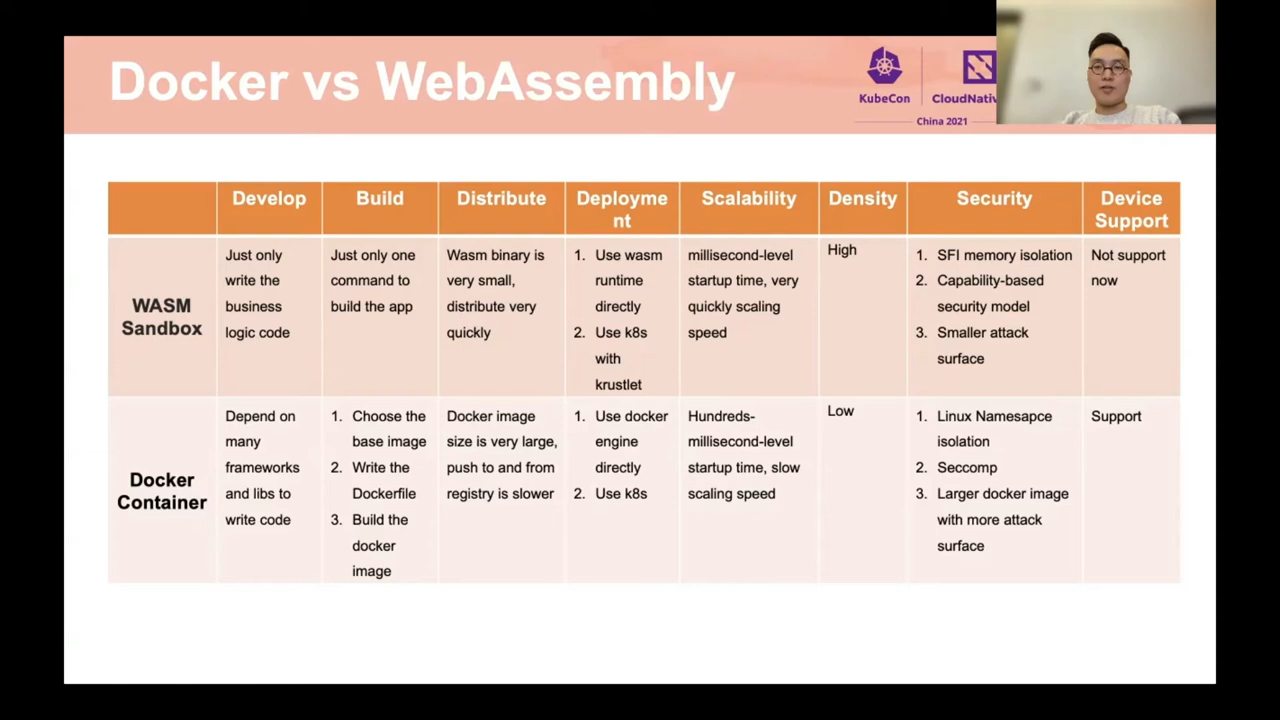 Docker vs WebAssembly
KubeCon
CloudNativ
China 2021
Develop
Build
Distribute
Deployme
nt
Scalability
Density
Security
Device
Support
WASM
Sandbox
Just only
write the
business
logic code
Just only one
command to
build the app
Wasm binary is
very small,
distribute very
quickly
1. Use wasm
runtime
directly
2. Use k8s
with
krustlet
millisecond-level
startup time, very
quickly scaling
speed
High
1. SFI memory isolation
2. Capability-based
security model
3. Smaller attack
surface
Not support
now
Docker
Container
Depend on
many
frameworks
and libs to
write code
1. Choose the
base image
2. Write the
Dockerfile
3. Build the
docker
image
Docker image
size is very large,
push to and from
registry is slower
1. Use docker
engine
directly
2. Use k8s
Hundreds-
millisecond-level
startup time, slow
scaling speed
Low
1. Linux Namesapce
isolation
2. Seccomp
3. Larger docker image
with more attack
surface
Support